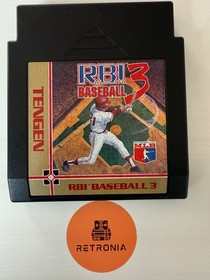 RBI 3
BASEBALL
TENGEN
MLB
RBI BASEBALL 3
RETRONIA